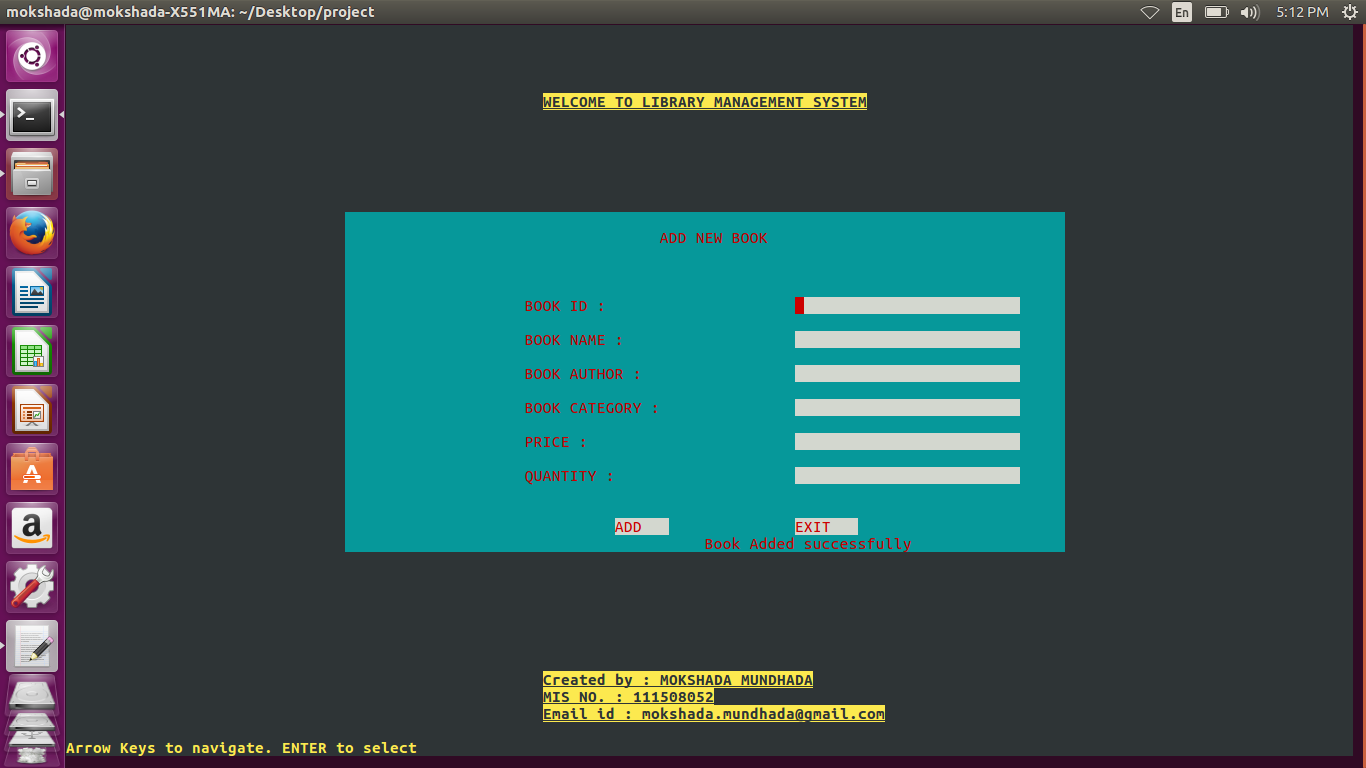 mokshada@mokshada-X551MA: ~/Desktop/project
En
5:12 PM
WELCOME TO LIBRARY MANAGEMENT SYSTEM
ADD NEW BOOK
BOOK ID :
BOOK NAME :
BOOK AUTHOR :
BOOK CATEGORY :
PRICE :
QUANTITY :
ADD EXIT
Book Added successfully
Created by : MOKSHADA MUNDHADA
MIS NO. : 111508052
Email id : mokshada.mundhada@gmail.com
Arrow Keys to navigate. ENTER to select